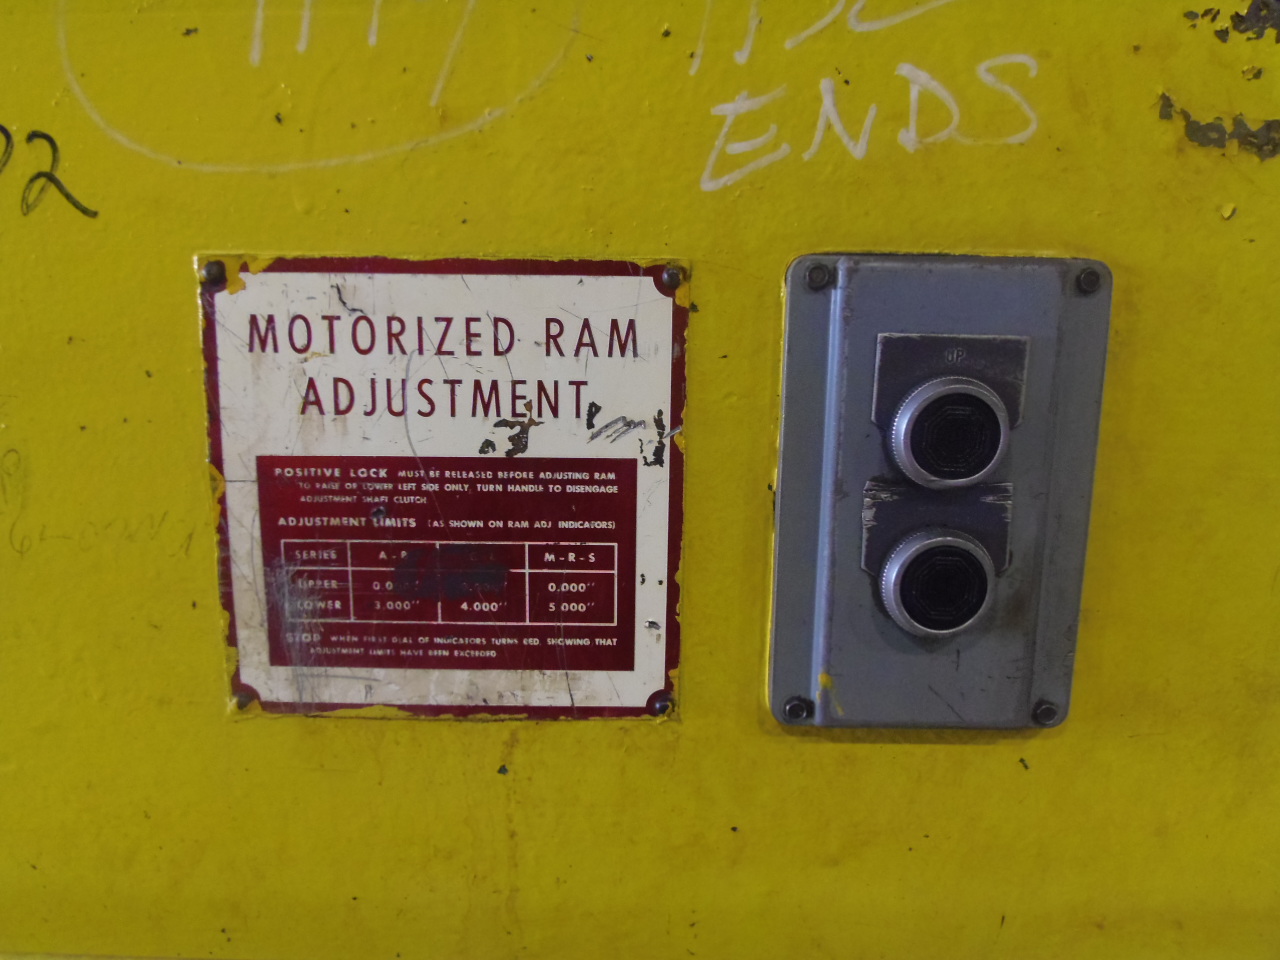 ENDS
22
MOTORIZED RAM
ADJUSTMENT
POSITIVE LOCK MUST BE RELEASED BEFORE ADJUSTING RAM
TO RAISE OR LOWER LEFT SIDE ONLY, TURN HANDLE TO DISENGAGE
ADJUSTMENT SHAFT CLUTCH
ADJUSTMENT LIMITS (AS SHOWN ON RAM ADJ INDICATORS)
SERIES M-R-S
UPPER 0.000"
LOWER 3.000" 4.000" 5.000"
STOP WHEN FIRST DIAL OF INDICATORS TURNS RED, SHOWING THAT
ADJUSTMENT LIMITS HAVE BEEN EXCEEDED
UP